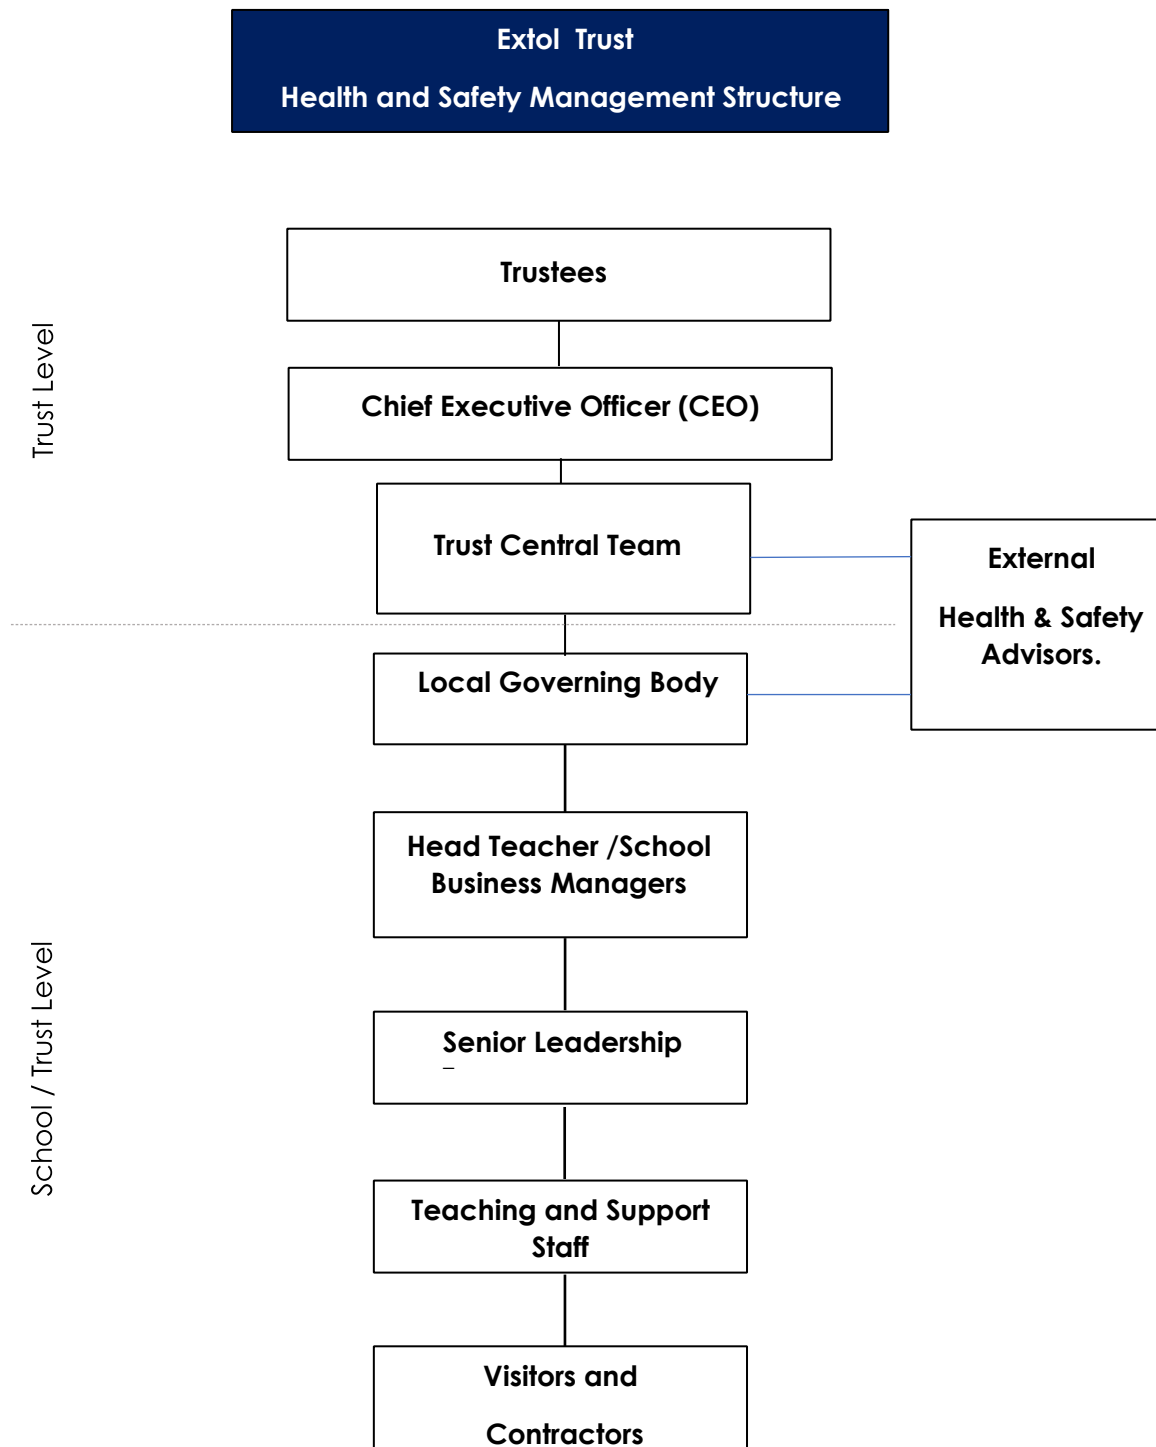 Extol Trust
Health and Safety Management Structure
Trust Level
Trustees
Chief Executive Officer (CEO)
Trust Central Team
External
Health & Safety
Advisors.
Local Governing Body
School / Trust Level
Head Teacher /School
Business Managers
Senior Leadership
Teaching and Support
Staff
Visitors and
Contractors